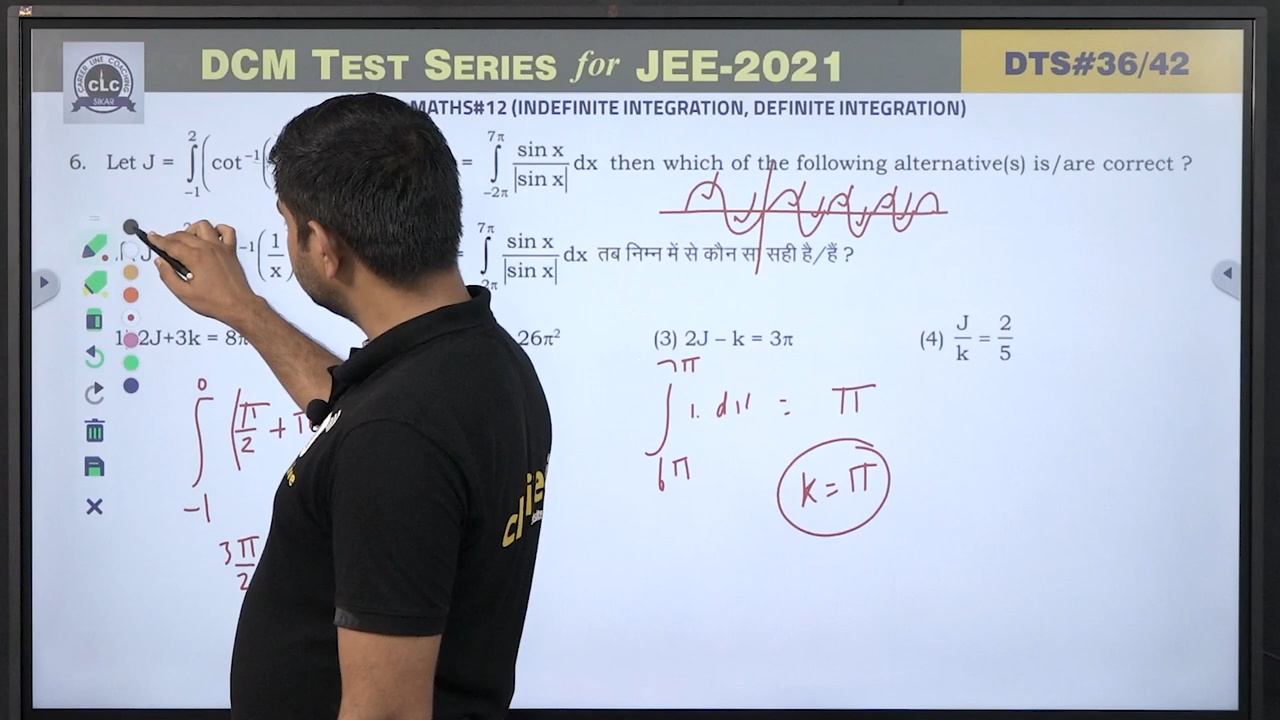 CAREER LINE COACHING
CLC
SIKAR
DCM TEST SERIES for JEE-2021
DTS#36/42
MATHS#12 (INDEFINITE INTEGRATION, DEFINITE INTEGRATION)
6. Let J = ∫_{-1}^{2} ( cot⁻¹ = ∫_{-2π}^{7π} sin x / |sin x| dx then which of the following alternative(s) is/are correct ?
J ⁻¹(1/x) = ∫^{7π} sin x / |sin x| dx तब निम्न में से कौन सा सही है/हैं ?
2J+3k = 8π 26π² (3) 2J – k = 3π (4) J/k = 2/5
∫_{-1}^{0} (π/2 + π
∫_{6π}^{7π} 1. dx = π
k = π
3π/2